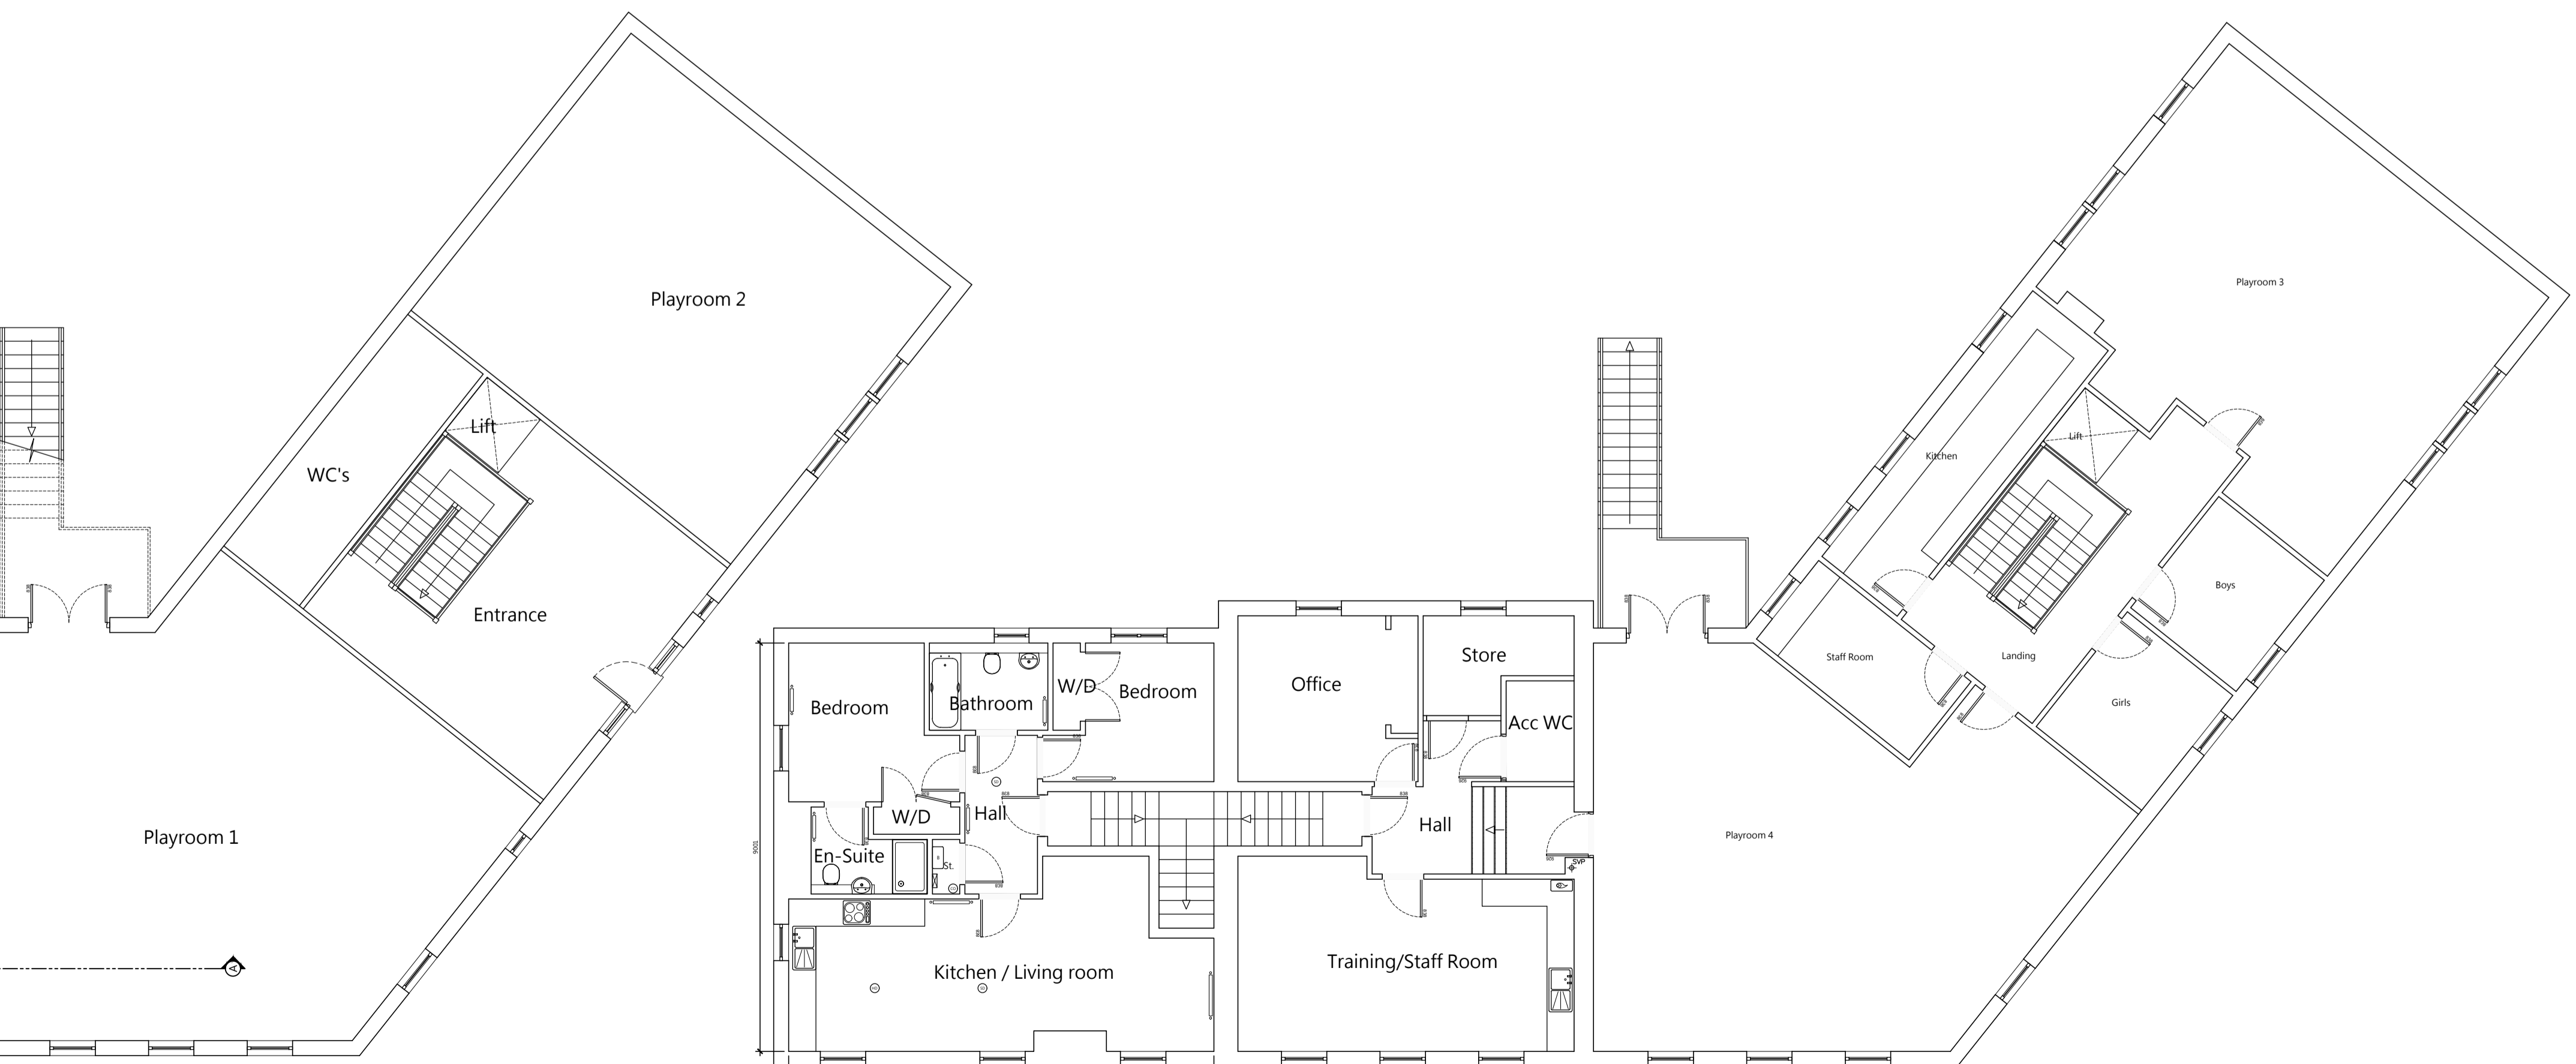 Playroom 2
Lift
WC's
Entrance
Playroom 1
A
9001
Bedroom
Bathroom
W/D
Bedroom
W/D
Hall
En-Suite
St.
Kitchen / Living room
Office
Store
Acc WC
Hall
SVP
Training/Staff Room
Playroom 3
Kitchen
Lift
Boys
Staff Room
Landing
Girls
Playroom 4